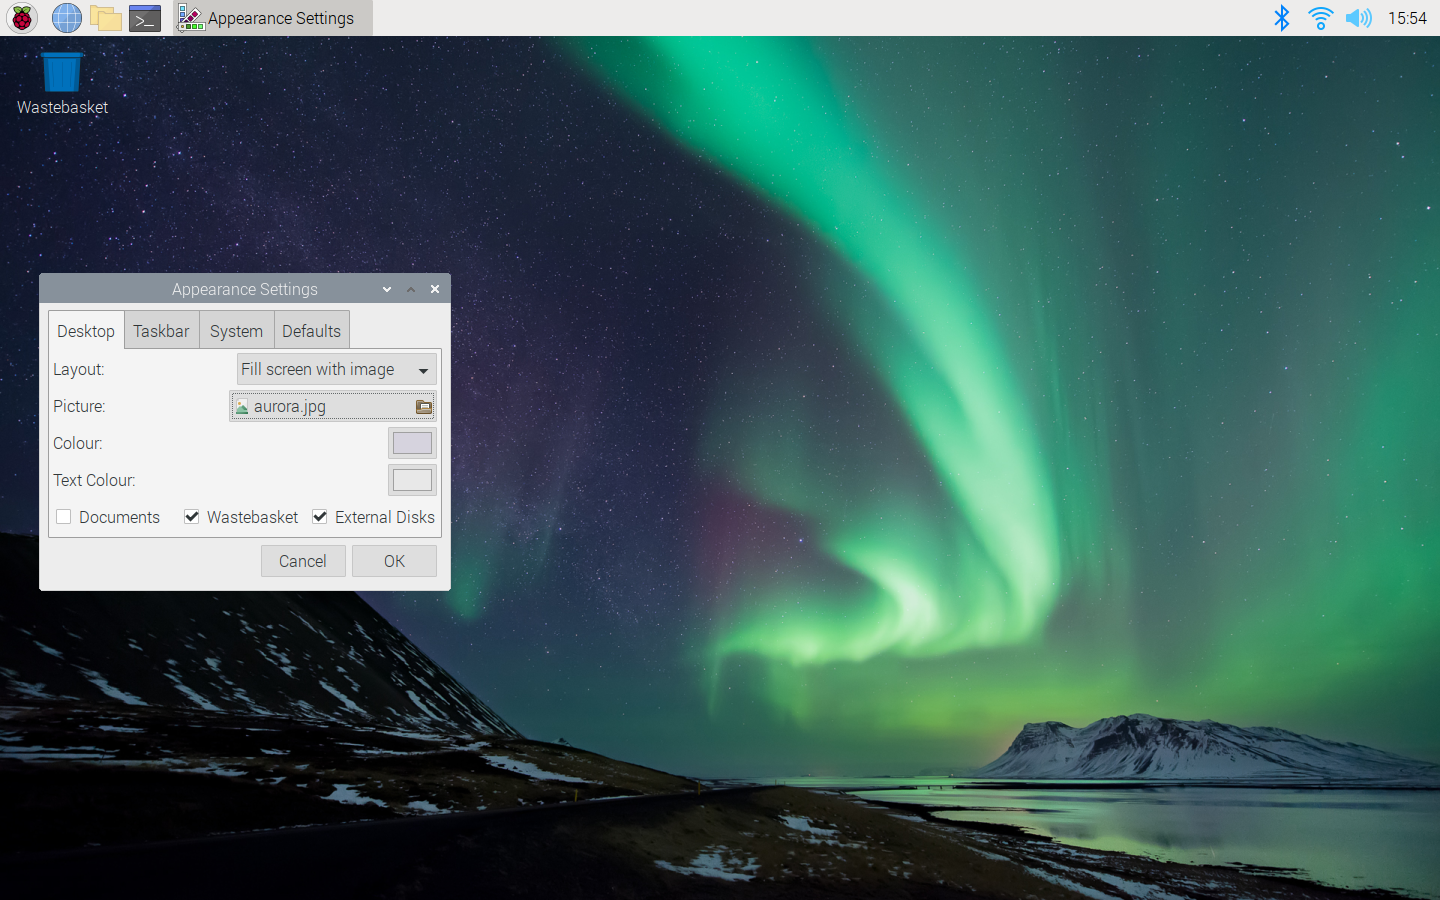 Appearance Settings
15:54
Wastebasket
Appearance Settings
Desktop Taskbar System Defaults
Layout: Fill screen with image
Picture: aurora.jpg
Colour:
Text Colour:
Documents Wastebasket External Disks
Cancel OK